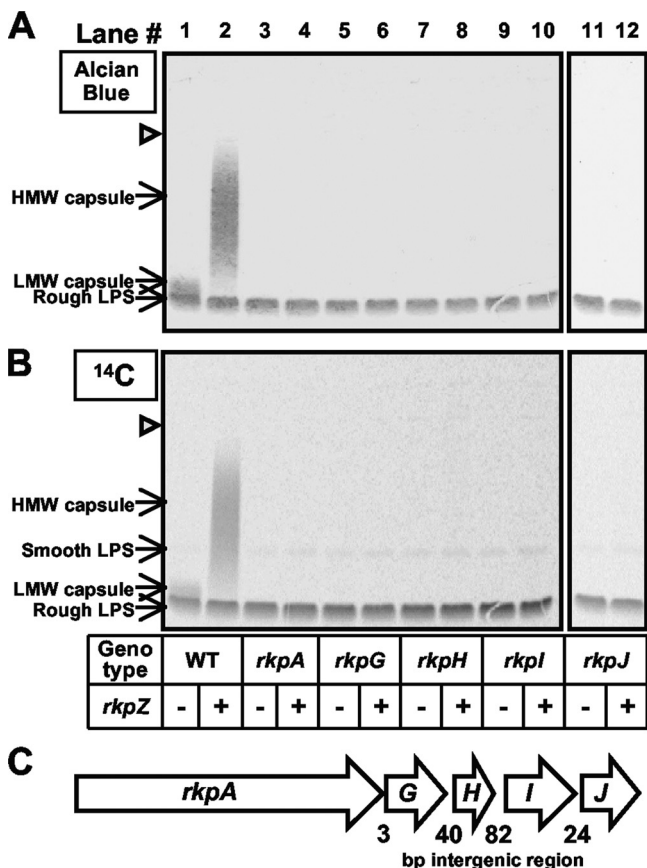 A Lane # 1 2 3 4 5 6 7 8 9 10 11 12
Alcian
Blue
HMW capsule
LMW capsule
Rough LPS
B 14C
HMW capsule
Smooth LPS
LMW capsule
Rough LPS
Geno
type WT rkpA rkpG rkpH rkpI rkpJ
rkpZ - + - + - + - + - + - +
C
rkpA G H I J
3 40 82 24
bp intergenic region